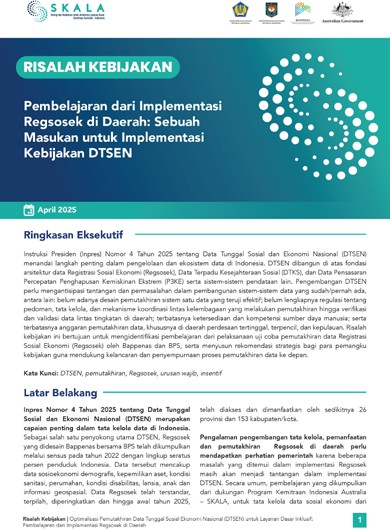 SKALA
Australian Government
RISALAH KEBIJAKAN
Pembelajaran dari Implementasi
Regsosek di Daerah: Sebuah
Masukan untuk Implementasi
Kebijakan DTSEN
April 2025
Ringkasan Eksekutif
Instruksi Presiden (Inpres) Nomor 4 Tahun 2025 tentang Data Tunggal Sosial dan Ekonomi Nasional (DTSEN)
menandai langkah penting dalam pengelolaan dan ekosistem data di Indonesia. DTSEN dibangun di atas fondasi
arsitektur data Registrasi Sosial Ekonomi (Regsosek), Data Terpadu Kesejahteraan Sosial (DTKS), dan Data Pensasaran
Percepatan Penghapusan Kemiskinan Ekstrem (P3KE) serta sistem-sistem pendataan lain. Pengembangan DTSEN
perlu mengantisipasi tantangan dan permasalahan dalam pembangunan sistem-sistem data yang sudah/pernah ada,
antara lain: belum adanya desain pemutakhiran sistem satu data yang teruji efektif; belum lengkapnya regulasi tentang
pedoman; tata kelola, dan mekanisme koordinasi lintas kelembagaan yang melakukan pemutakhiran hingga verifikasi
dan validasi data lintas tingkatan di daerah; terbatasnya ketersediaan dan kompetensi sumber daya manusia; serta
terbatasnya anggaran pemutakhiran data, khususnya di daerah perdesaan tertinggal, terpencil, dan kepulauan. Risalah
kebijakan ini bertujuan untuk mengidentifikasi pembelajaran dari pelaksanaan uji coba pemutakhiran data Registrasi
Sosial Ekonomi (Regsosek) oleh Bappenas dan BPS, serta menyusun rekomendasi strategis bagi para pemangku
kebijakan guna mendukung kelancaran dan penyempurnaan proses pemutakhiran data ke depan.
Kata Kunci: DTSEN, pemutakhiran, Regsosek, urusan wajib, insentif
Latar Belakang
Inpres Nomor 4 Tahun 2025 tentang Data Tunggal
Sosial dan Ekonomi Nasional (DTSEN) merupakan
capaian penting dalam tata kelola data di Indonesia.
Sebagai salah satu penyokong utama DTSEN, Regsosek
yang didesain Bappenas bersama BPS telah dikumpulkan
melalui sensus pada tahun 2022 dengan lingkup seratus
persen penduduk Indonesia. Data tersebut mencakup
data sosioekonomi demografis, kepemilikan aset, kondisi
sanitasi, perumahan, kondisi disabilitas, lansia, anak dan
informasi geospasial. Data Regsosek telah terstandar,
terpilah, diperingkatkan dan hingga awal tahun 2025,
telah diakses dan dimanfaatkan oleh sedikitnya 26
provinsi dan 153 kabupaten/kota.
Pengalaman pengembangan tata kelola, pemanfaatan
dan pemutakhiran Regsosek di daerah perlu
mendapatkan perhatian pemerintah karena beberapa
masalah yang ditemui dalam implementasi Regsosek
masih akan menjadi tantangan dalam implementasi
DTSEN. Secara umum, pembelajaran yang dikumpulkan
dari dukungan Program Kemitraan Indonesia Australia
– SKALA, untuk tata kelola data sosial ekonomi dari
Risalah Kebijakan | Optimalisasi Pemutakhiran Data Tunggal Sosial Ekonomi Nasional (DTSEN) untuk Layanan Dasar Inklusif:
Pembelajaran dari Implementasi Regsosek di Daerah
1